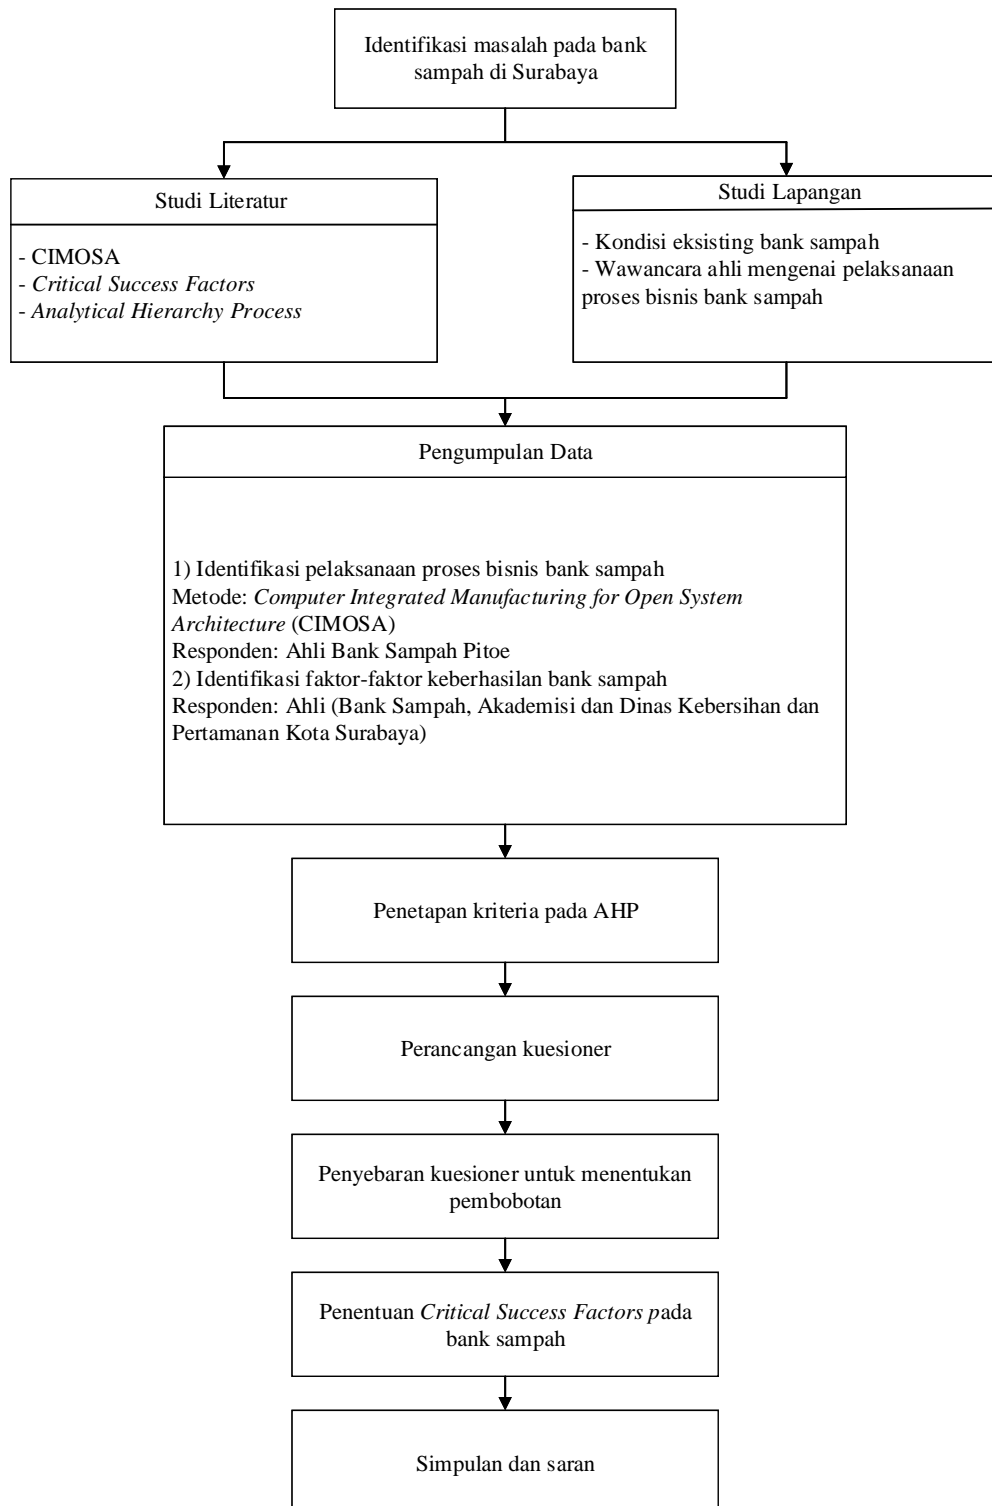 Identifikasi masalah pada bank
sampah di Surabaya
Studi Literatur
- CIMOSA
- Critical Success Factors
- Analytical Hierarchy Process
Studi Lapangan
- Kondisi eksisting bank sampah
- Wawancara ahli mengenai pelaksanaan
proses bisnis bank sampah
Pengumpulan Data
1) Identifikasi pelaksanaan proses bisnis bank sampah
Metode: Computer Integrated Manufacturing for Open System
Architecture (CIMOSA)
Responden: Ahli Bank Sampah Pitoe
2) Identifikasi faktor-faktor keberhasilan bank sampah
Responden: Ahli (Bank Sampah, Akademisi dan Dinas Kebersihan dan
Pertamanan Kota Surabaya)
Penetapan kriteria pada AHP
Perancangan kuesioner
Penyebaran kuesioner untuk menentukan
pembobotan
Penentuan Critical Success Factors pada
bank sampah
Simpulan dan saran